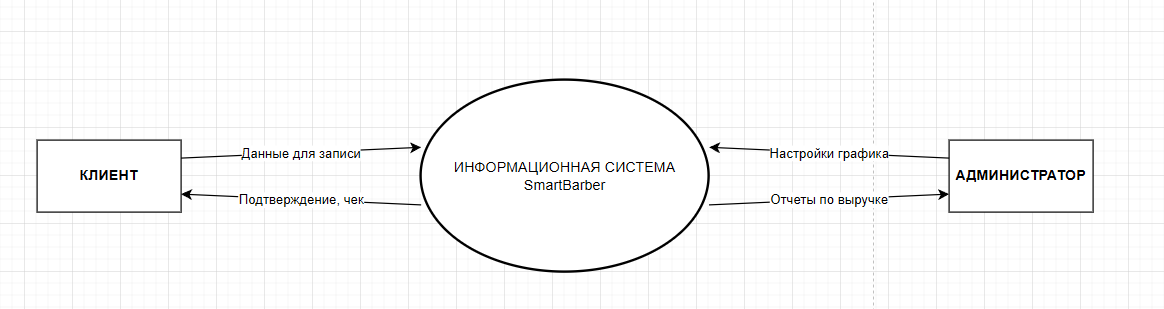 Данные для записи
Настройки графика
ИНФОРМАЦИОННАЯ СИСТЕМА
SmartBarber
КЛИЕНТ
АДМИНИСТРАТОР
Подтверждение, чек
Отчеты по выручке